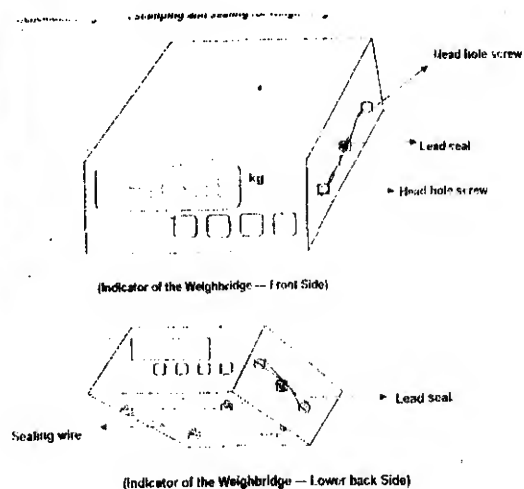 Stamping and sealing
Head hole screw
Lead seal
kg
Head hole screw
(Indicator of the Weighbridge — Front Side)
Lead seal
Sealing wire
(Indicator of the Weighbridge — Lower back Side)